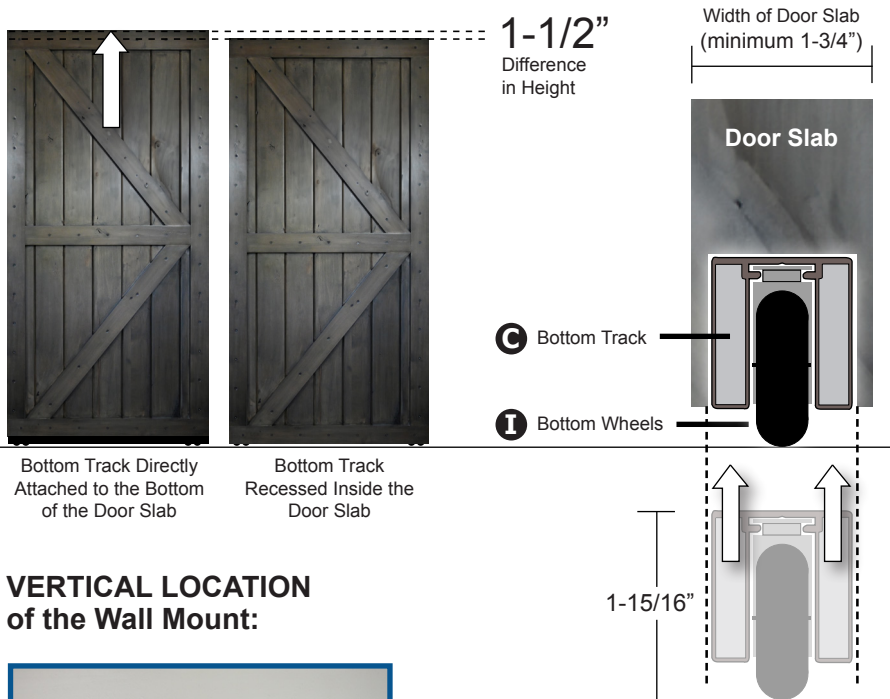 1-1/2”
Difference
in Height
Width of Door Slab
(minimum 1-3/4”)
Door Slab
C Bottom Track
I Bottom Wheels
Bottom Track Directly
Attached to the Bottom
of the Door Slab
Bottom Track
Recessed Inside the
Door Slab
1-15/16”
VERTICAL LOCATION
of the Wall Mount: